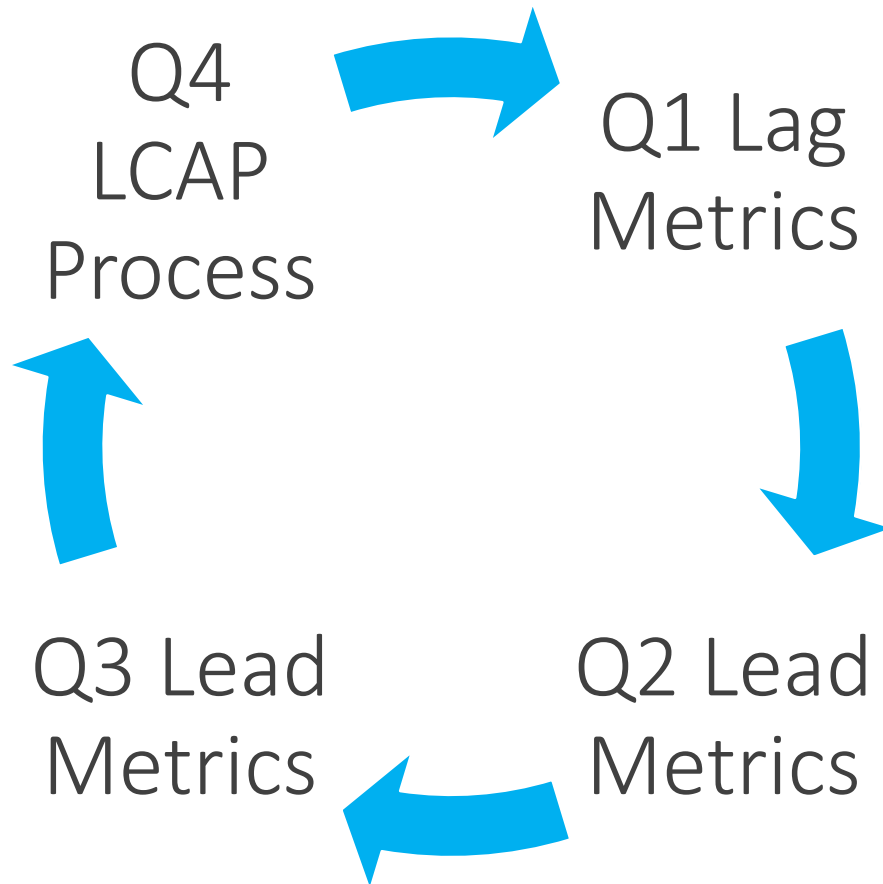 Q4
LCAP
Process
Q1 Lag
Metrics
Q2 Lead
Metrics
Q3 Lead
Metrics